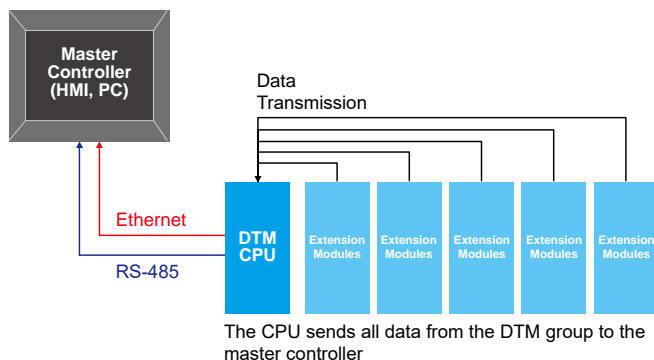 Master
Controller
(HMI, PC)
Data
Transmission
Ethernet
RS-485
DTM
CPU
Extension
Modules
Extension
Modules
Extension
Modules
Extension
Modules
Extension
Modules
The CPU sends all data from the DTM group to the
master controller